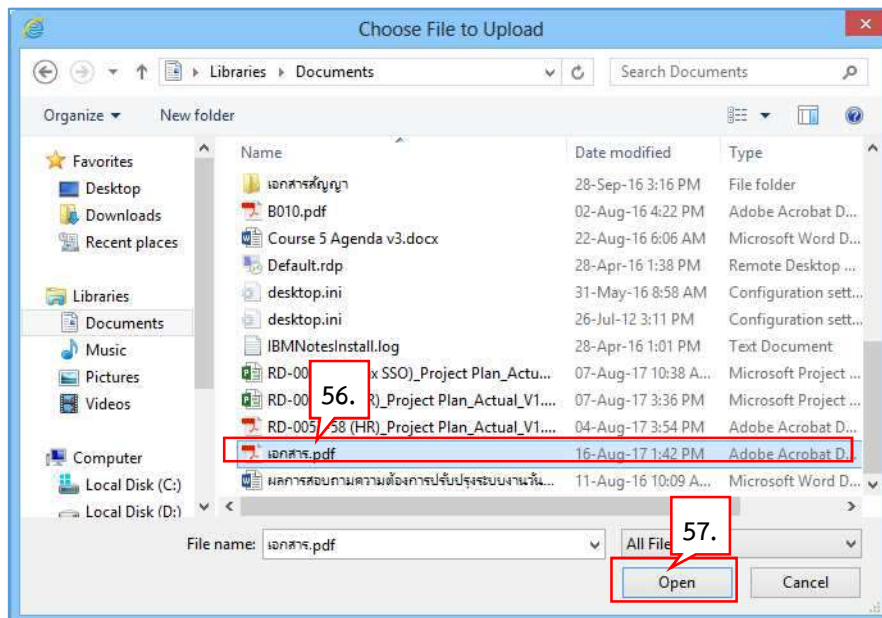 Choose File to Upload
Libraries Documents Search Documents
Organize New folder
Favorites
Desktop
Downloads
Recent places
Libraries
Documents
Music
Pictures
Videos
Computer
Local Disk (C:)
Local Disk (D:)
Name Date modified Type
เอกสารสัญญา 28-Sep-16 3:16 PM File folder
B010.pdf 02-Aug-16 4:22 PM Adobe Acrobat D...
Course 5 Agenda v3.docx 22-Aug-16 6:06 AM Microsoft Word D...
Default.rdp 28-Apr-16 1:38 PM Remote Desktop ...
desktop.ini 31-May-16 8:58 AM Configuration sett...
desktop.ini 26-Jul-12 3:11 PM Configuration sett...
IBMNotesInstall.log 28-Apr-16 1:01 PM Text Document
RD-00 x SSO)_Project Plan_Actu... 07-Aug-17 10:38 A... Microsoft Project ...
RD-00 R)_Project Plan_Actual_V1.... 07-Aug-17 3:36 PM Microsoft Project ...
RD-005 58 (HR)_Project Plan_Actual_V1.... 04-Aug-17 3:54 PM Adobe Acrobat D...
เอกสาร.pdf 16-Aug-17 1:42 PM Adobe Acrobat D...
ผลการสอบถามความต้องการปรับปรุงระบบงานวัน... 11-Aug-16 10:09 A... Microsoft Word D...
56.
File name: เอกสาร.pdf All File
57.
Open Cancel